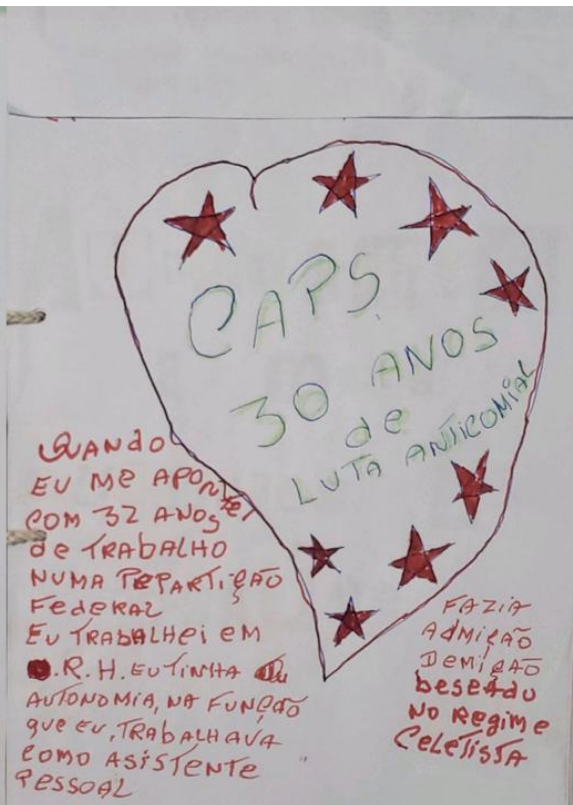 CAPS
30 ANOS
de
LUTA ANTICOMIAL
QUANdO
EU ME APONTEI
COM 32 ANOS
de TRABALHO
NUMA REPARTIÇÃO
FedeRAL
EU TRABALHEI EM
R.H. EU TINHA
AUTONOMIA, NA FUNÇÃO
QUE EU, TRABALHAVA
COMO ASISTENTE
PESSOAL
FAZIA
AdMIÇÃO
DEMIÇÃO
beSEAdO
NO RegIMe
CELETISTA